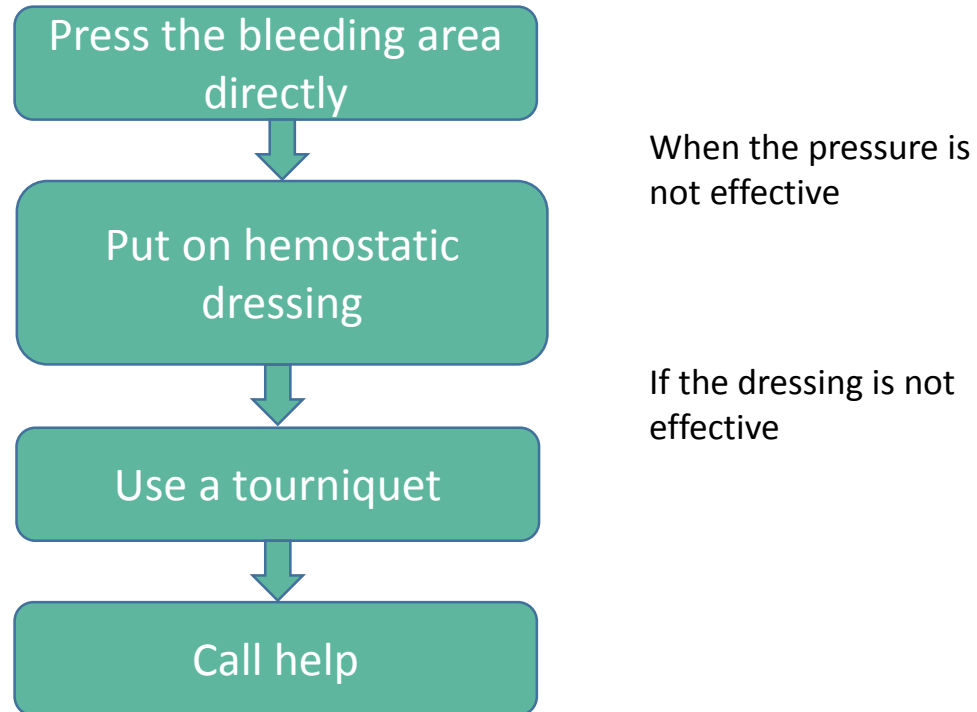 Press the bleeding area
directly
When the pressure is
not effective
Put on hemostatic
dressing
If the dressing is not
effective
Use a tourniquet
Call help